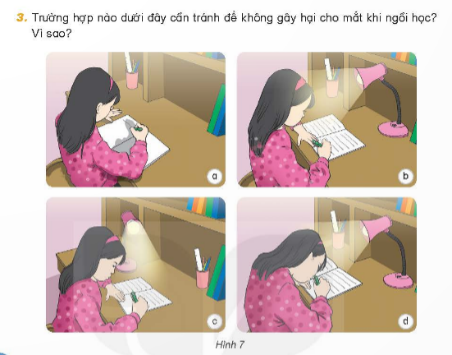 3. Trường hợp nào dưới đây cần tránh để không gây hại cho mắt khi ngồi học?
Vì sao?
a
b
c
d
Hình 7